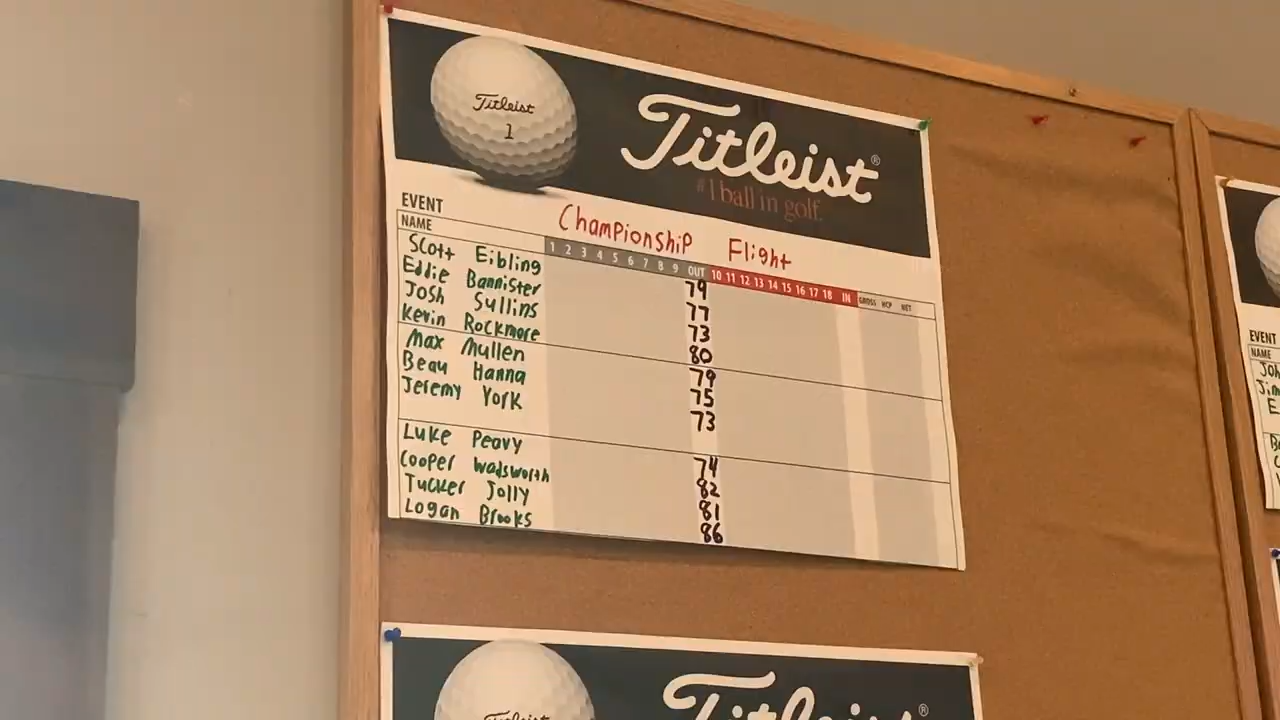 Titleist
1
Titleist®
#1 ball in golf.
EVENT Championship Flight
NAME 1 2 3 4 5 6 7 8 9 OUT 10 11 12 13 14 15 16 17 18 IN GROSS HCP NET
Scott Eibling 79
Eddie Bannister 77
Josh Sullins 73
Kevin Rockmore 80
Max Mullen 79
Beau Hanna 75
Jeremy York 73
Luke Peavy 74
Cooper Wadsworth 82
Tucker Jolly 81
Logan Brooks 86
Titleist
Titleist®
EVENT
NAME